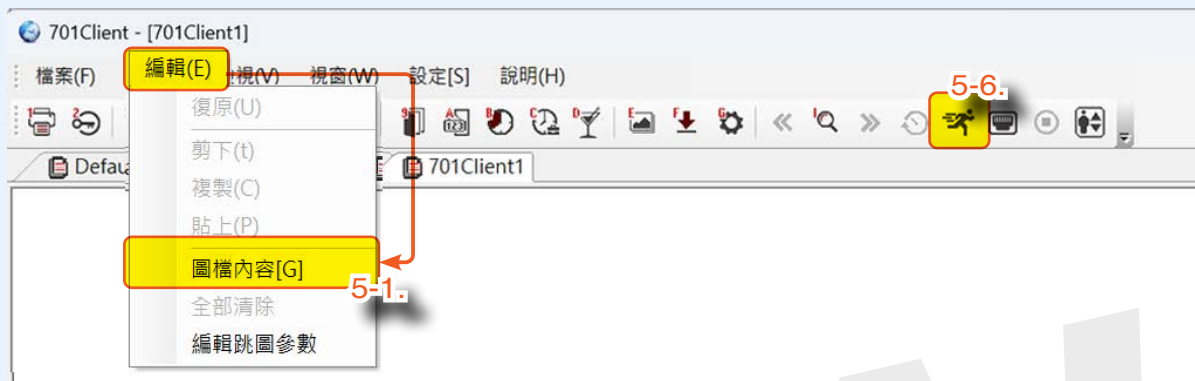 701Client - [701Client1]
檔案(F) 編輯(E) 視窗(W) 設定[S] 說明(H)
5-6.
Defau 701Client1
復原(U)
剪下(t)
複製(C)
貼上(P)
圖檔內容[G]
5-1.
全部清除
編輯跳圖參數